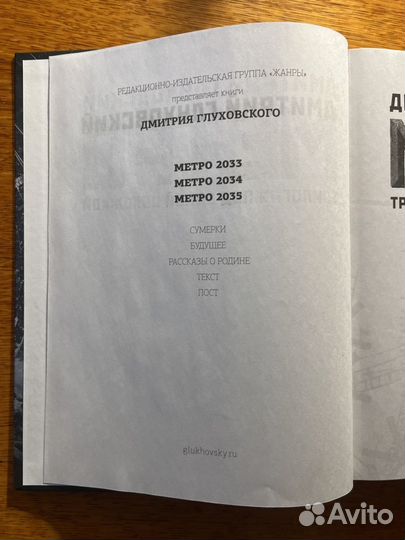 РЕДАКЦИОННО-ИЗДАТЕЛЬСКАЯ ГРУППА «ЖАНРЫ»
представляет книги
ДМИТРИЯ ГЛУХОВСКОГО
МЕТРО 2033
МЕТРО 2034
МЕТРО 2035
СУМЕРКИ
БУДУЩЕЕ
РАССКАЗЫ О РОДИНЕ
ТЕКСТ
ПОСТ
glukhovsky.ru
Avito